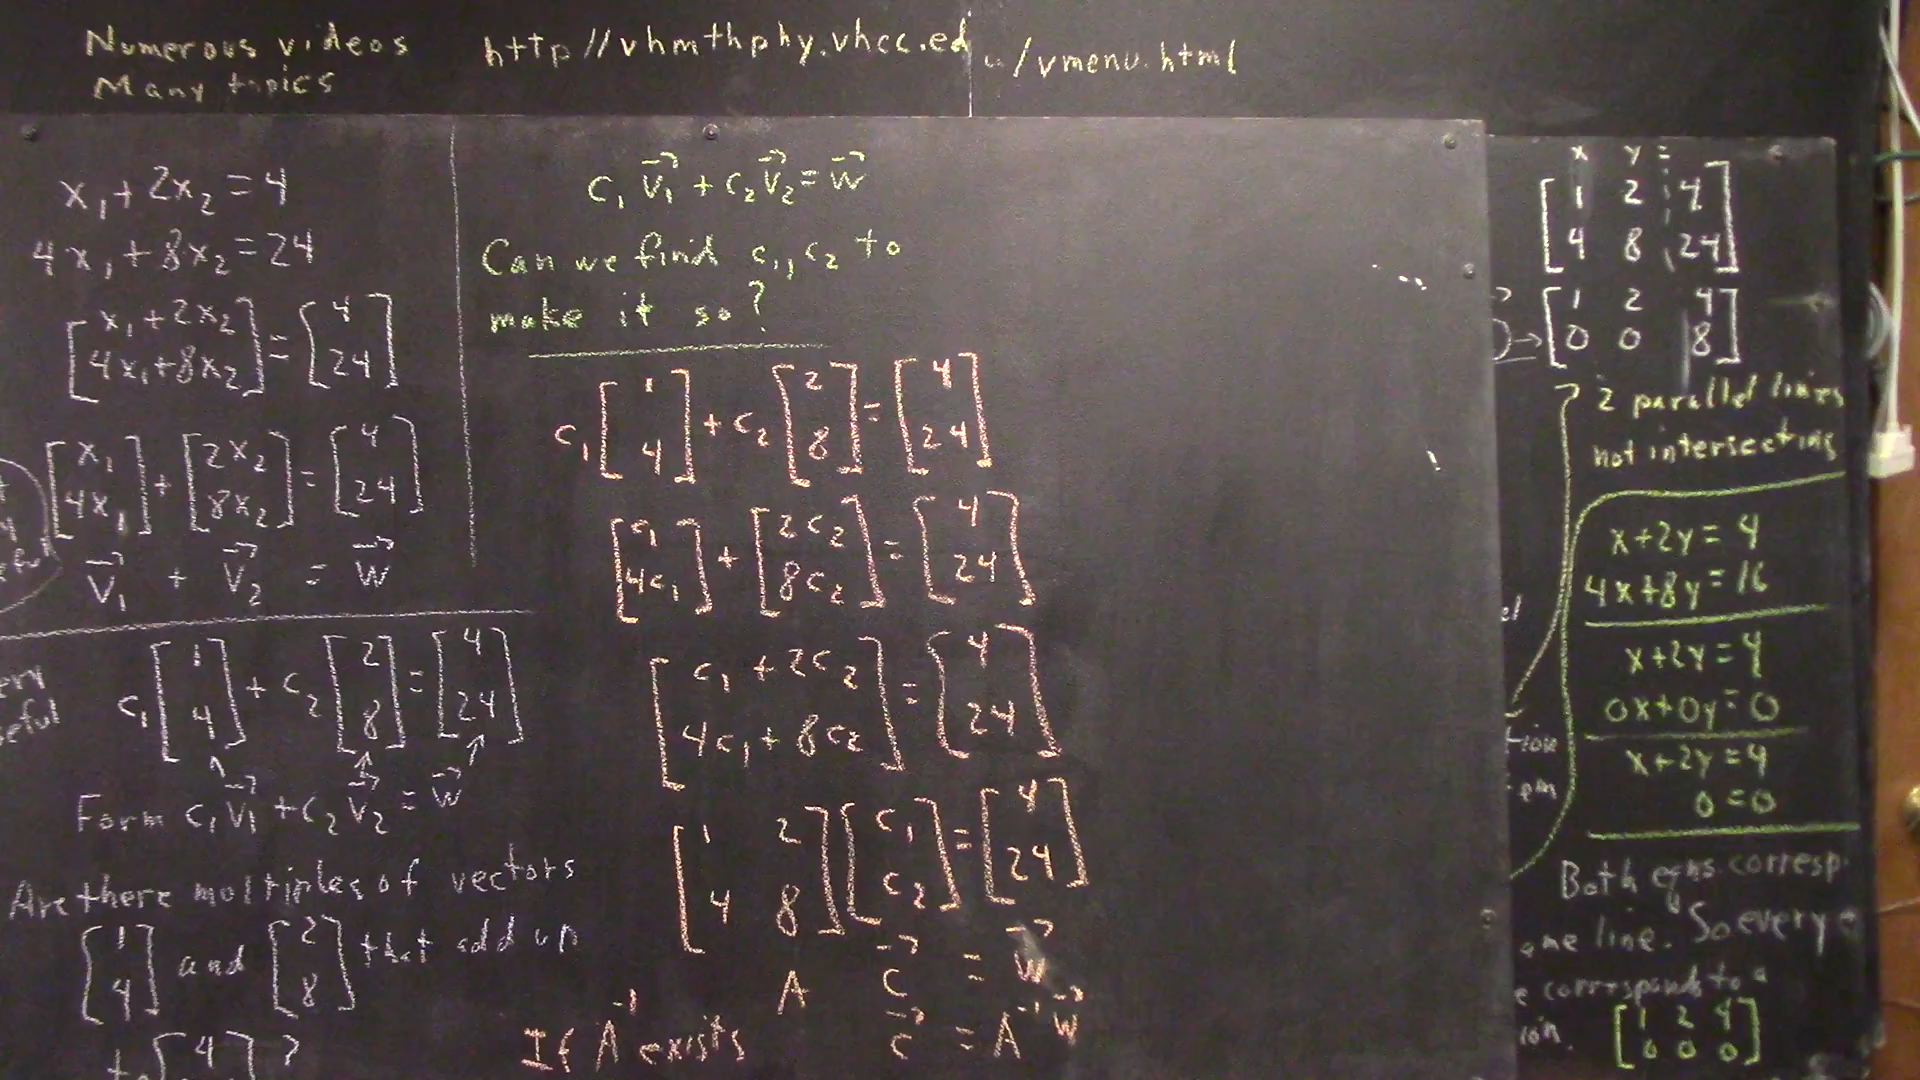 Numerous videos
Many topics
http//vhmthphy.vhcc.edu/vmenu.html
x₁ + 2x₂ = 4
4x₁ + 8x₂ = 24
[x₁ + 2x₂; 4x₁ + 8x₂] = [4; 24]
[x₁; 4x₁] + [2x₂; 8x₂] = [4; 24]
v₁⃗ + v₂⃗ = w⃗
c₁ [1; 4] + c₂ [2; 8] = [4; 24]
Form c₁v₁⃗ + c₂v₂⃗ = w⃗
Are there multiples of vectors
[1; 4] and [2; 8] that add up
to [4 ?
c₁v₁⃗ + c₂v₂⃗ = w⃗
Can we find c₁, c₂ to
make it so?
c₁ [1; 4] + c₂ [2; 8] = [4; 24]
[c₁; 4c₁] + [2c₂; 8c₂] = [4; 24]
[c₁ + 2c₂; 4c₁ + 8c₂] = [4; 24]
[1 2; 4 8] [c₁; c₂] = [4; 24]
A c⃗ = w⃗
If A⁻¹ exists c⃗ = A⁻¹ w⃗
x y =
[1 2 | 4; 4 8 | 24]
→ [1 2 4; 0 0 | 8]
2 parallel lines
not intersecting
x + 2y = 4
4x + 8y = 16
x + 2y = 4
0x + 0y = 0
x + 2y = 4
0 = 0
Both eqns. corresp
ame line. So every e
e corresponds to a
ion. [1 2 4; 0 0 0]